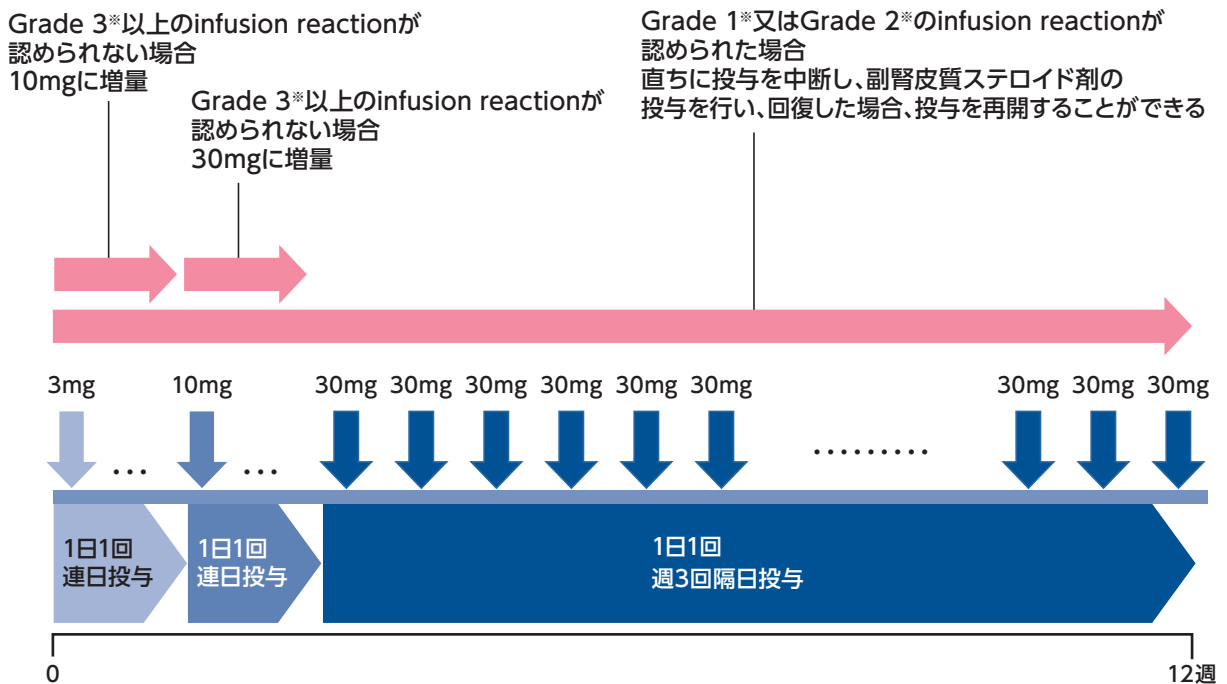 Grade 3※以上のinfusion reactionが
認められない場合
10mgに増量
Grade 3※以上のinfusion reactionが
認められない場合
30mgに増量
Grade 1※又はGrade 2※のinfusion reactionが
認められた場合
直ちに投与を中断し、副腎皮質ステロイド剤の
投与を行い、回復した場合、投与を再開することができる
3mg 10mg 30mg 30mg 30mg 30mg 30mg 30mg 30mg 30mg 30mg
… … ………
1日1回
連日投与
1日1回
連日投与
1日1回
週3回隔日投与
0 12週